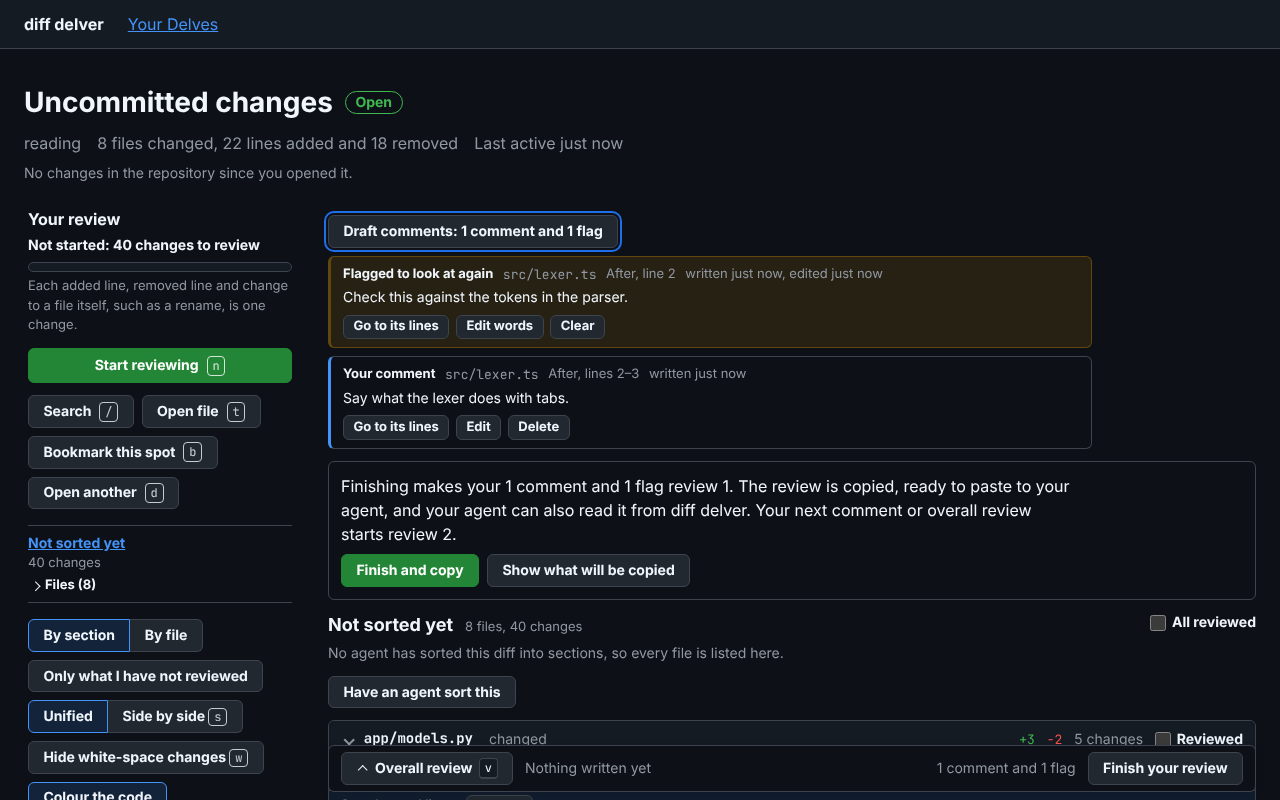 diff delver Your Delves
Uncommitted changes Open
reading 8 files changed, 22 lines added and 18 removed Last active just now
No changes in the repository since you opened it.
Your review
Not started: 40 changes to review
Each added line, removed line and change
to a file itself, such as a rename, is one
change.
Start reviewing n
Search / Open file t
Bookmark this spot b
Open another d
Not sorted yet
40 changes
Files (8)
By section By file
Only what I have not reviewed
Unified Side by side s
Hide white-space changes w
Colour the code
Draft comments: 1 comment and 1 flag
Flagged to look at again src/lexer.ts After, line 2 written just now, edited just now
Check this against the tokens in the parser.
Go to its lines Edit words Clear
Your comment src/lexer.ts After, lines 2–3 written just now
Say what the lexer does with tabs.
Go to its lines Edit Delete
Finishing makes your 1 comment and 1 flag review 1. The review is copied, ready to paste to your
agent, and your agent can also read it from diff delver. Your next comment or overall review
starts review 2.
Finish and copy Show what will be copied
Not sorted yet 8 files, 40 changes All reviewed
No agent has sorted this diff into sections, so every file is listed here.
Have an agent sort this
app/models.py changed +3 -2 5 changes Reviewed
Overall review v Nothing written yet 1 comment and 1 flag Finish your review